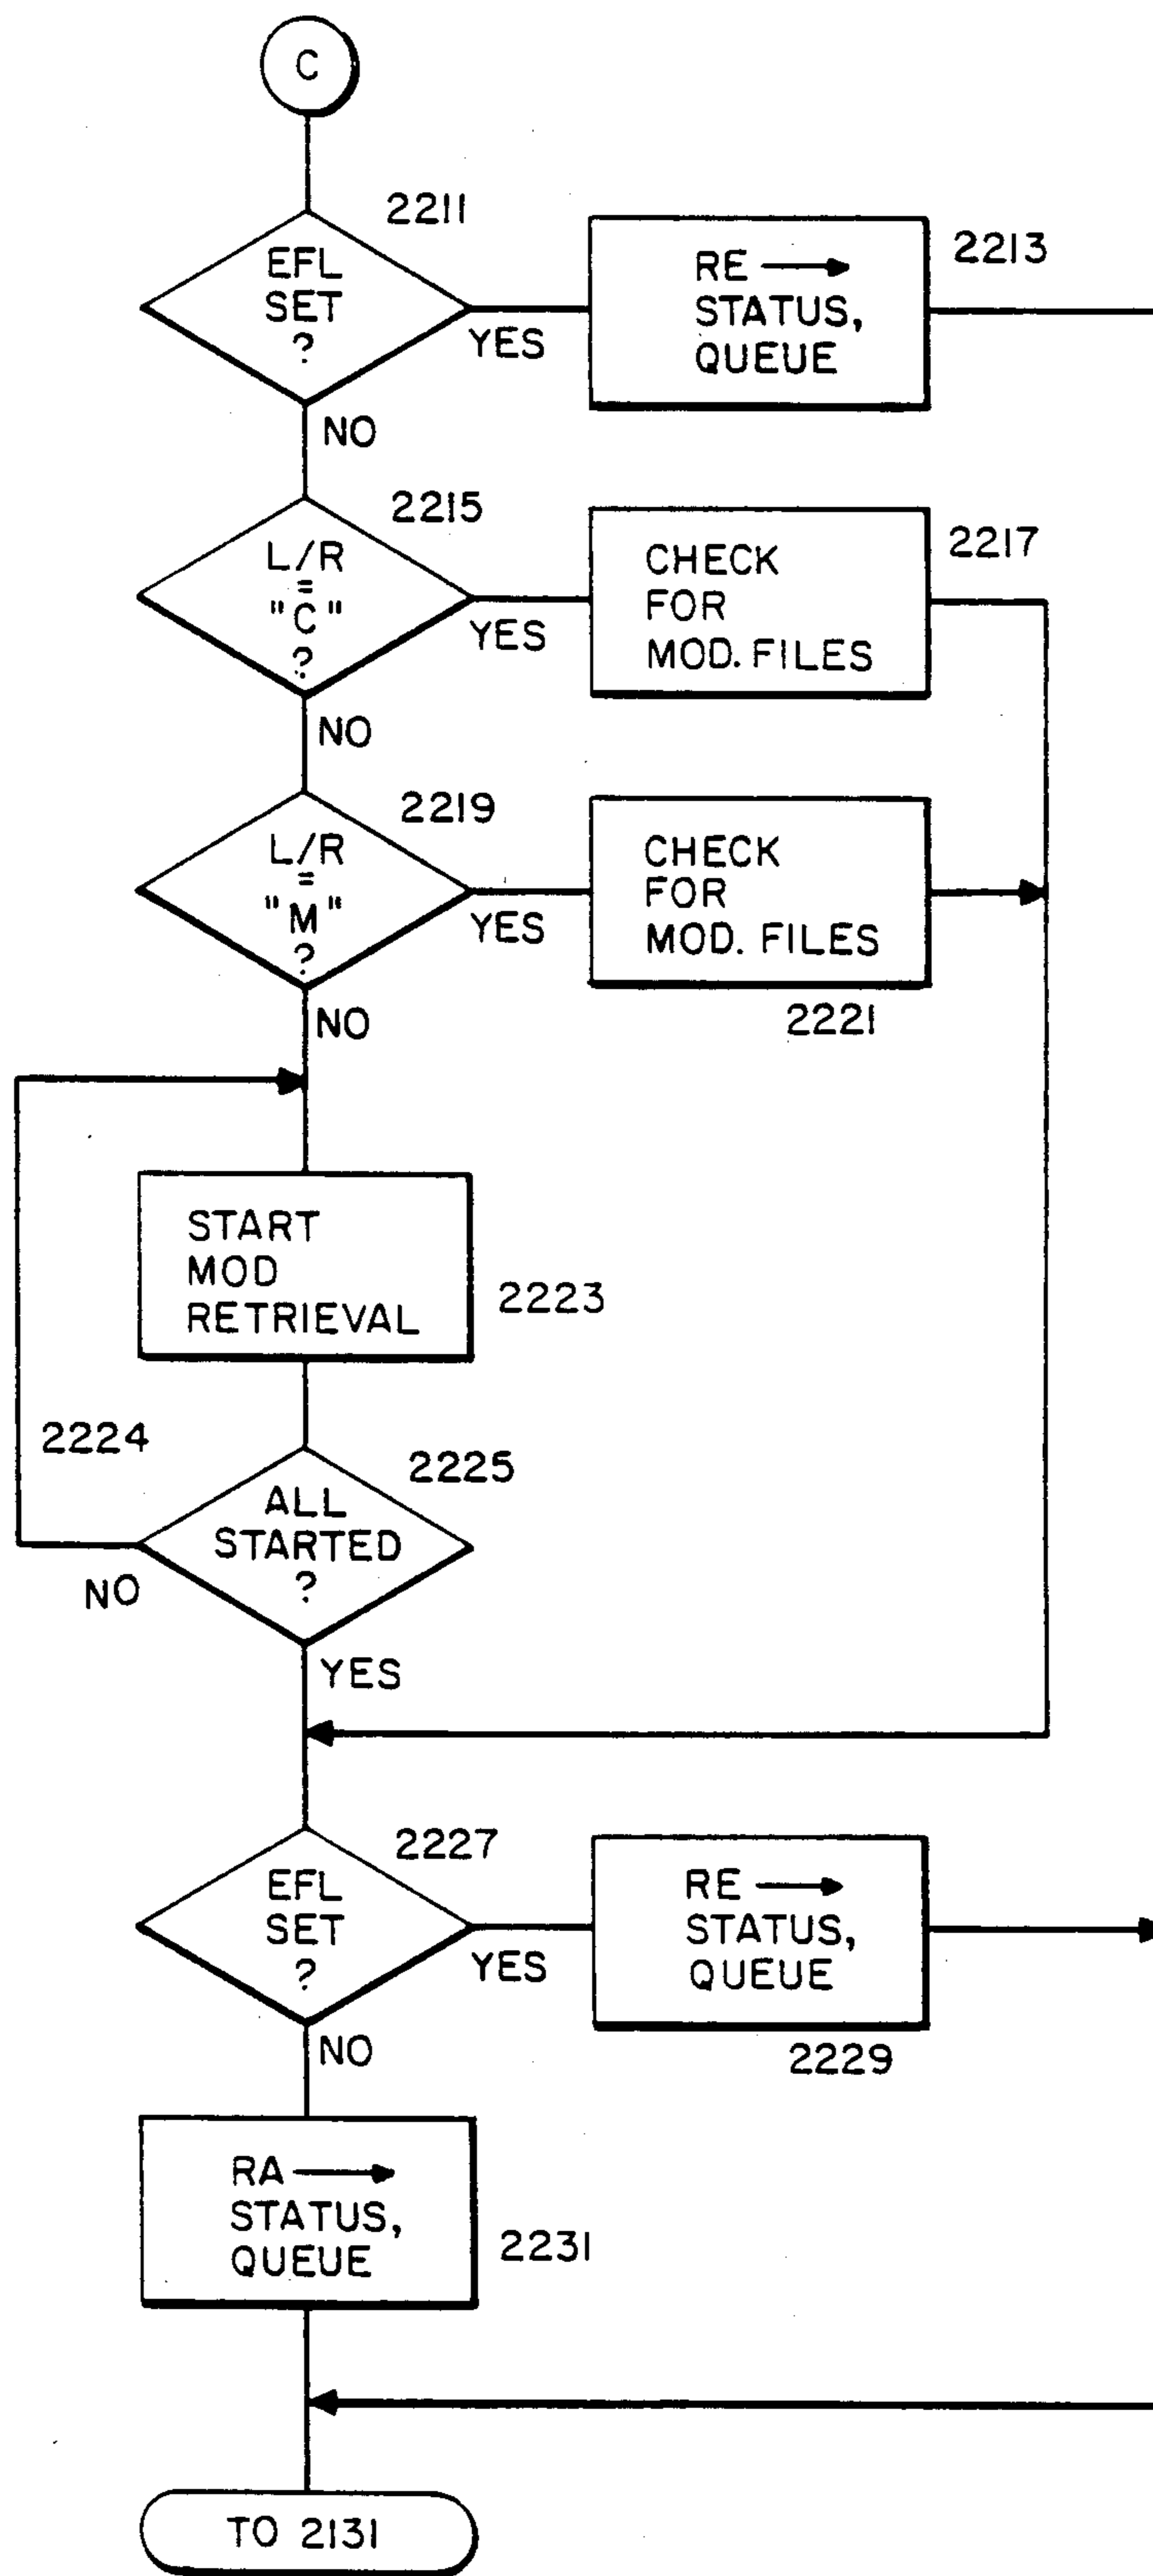 C
2211
EFL
SET
?
YES
NO
RE →
STATUS,
QUEUE
2213
2215
L/R
=
"C"
?
YES
NO
CHECK
FOR
MOD. FILES
2217
2219
L/R
=
"M"
?
YES
NO
CHECK
FOR
MOD. FILES
2221
START
MOD
RETRIEVAL
2223
2224
2225
ALL
STARTED
?
NO
YES
2227
EFL
SET
?
YES
NO
RE →
STATUS,
QUEUE
2229
RA →
STATUS,
QUEUE
2231
TO 2131